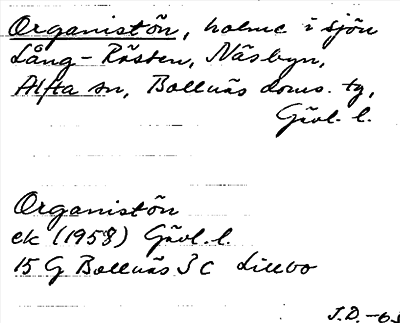 Organistön, holme i sjön
Lång-Rösten, Näsbyn,
Alfta sn, Bollnäs doms. tg,
Gävl. l.
Organistön
ek (1958) Gävl. l.
15 G Bollnäs 3 c Lillbo
J.D.-63